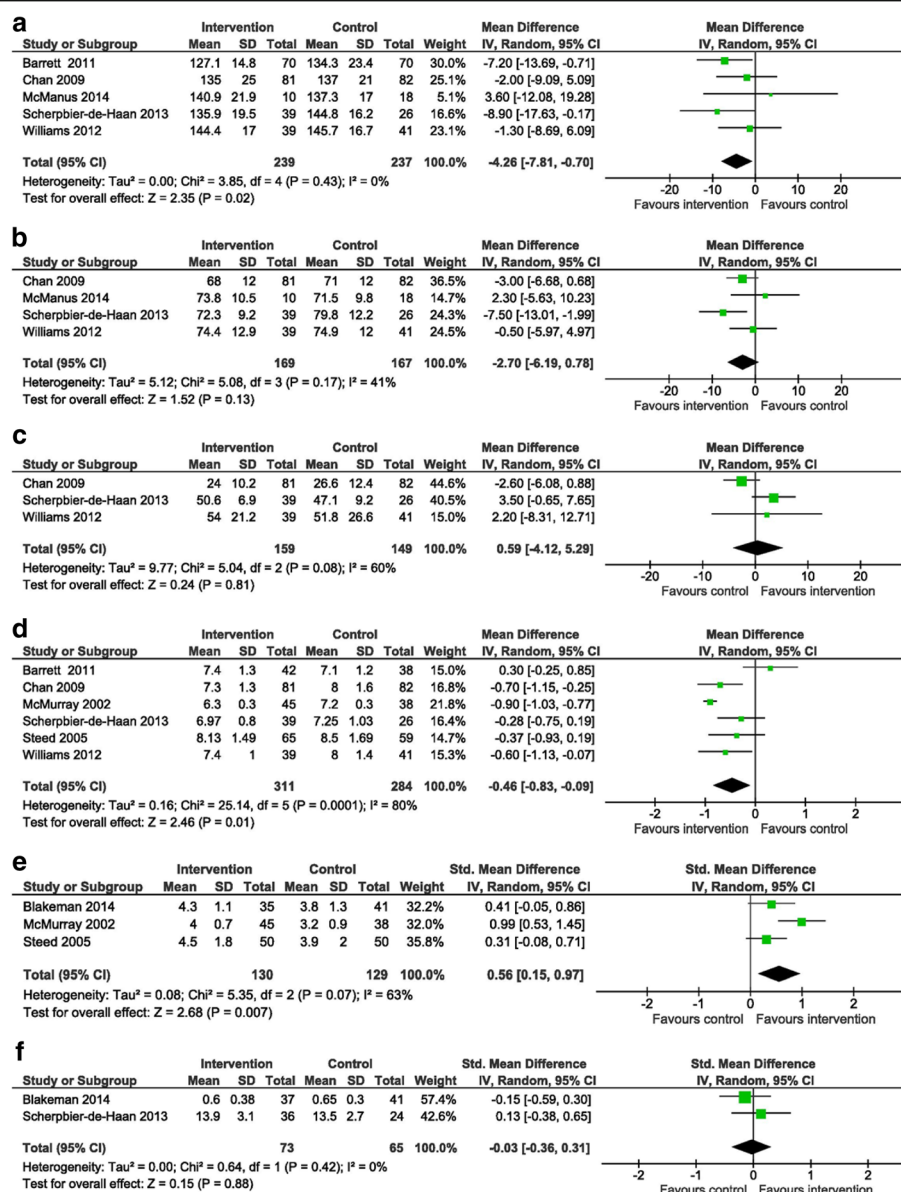 a
Intervention Control Mean Difference Mean Difference
Study or Subgroup Mean SD Total Mean SD Total Weight IV, Random, 95% CI IV, Random, 95% CI
Barrett 2011 127.1 14.8 70 134.3 23.4 70 30.0% -7.20 [-13.69, -0.71]
Chan 2009 135 25 81 137 21 82 25.1% -2.00 [-9.09, 5.09]
McManus 2014 140.9 21.9 10 137.3 17 18 5.1% 3.60 [-12.08, 19.28]
Scherpbier-de-Haan 2013 135.9 19.5 39 144.8 16.2 26 16.6% -8.90 [-17.63, -0.17]
Williams 2012 144.4 17 39 145.7 16.7 41 23.1% -1.30 [-8.69, 6.09]
Total (95% CI) 239 237 100.0% -4.26 [-7.81, -0.70]
Heterogeneity: Tau² = 0.00; Chi² = 3.85, df = 4 (P = 0.43); I² = 0%
Test for overall effect: Z = 2.35 (P = 0.02)
-20 -10 0 10 20
Favours intervention Favours control
b
Intervention Control Mean Difference Mean Difference
Study or Subgroup Mean SD Total Mean SD Total Weight IV, Random, 95% CI IV, Random, 95% CI
Chan 2009 68 12 81 71 12 82 36.5% -3.00 [-6.68, 0.68]
McManus 2014 73.8 10.5 10 71.5 9.8 18 14.7% 2.30 [-5.63, 10.23]
Scherpbier-de-Haan 2013 72.3 9.2 39 79.8 12.2 26 24.3% -7.50 [-13.01, -1.99]
Williams 2012 74.4 12.9 39 74.9 12 41 24.5% -0.50 [-5.97, 4.97]
Total (95% CI) 169 167 100.0% -2.70 [-6.19, 0.78]
Heterogeneity: Tau² = 5.12; Chi² = 5.08, df = 3 (P = 0.17); I² = 41%
Test for overall effect: Z = 1.52 (P = 0.13)
-20 -10 0 10 20
Favours intervention Favours control
c
Intervention Control Mean Difference Mean Difference
Study or Subgroup Mean SD Total Mean SD Total Weight IV, Random, 95% CI IV, Random, 95% CI
Chan 2009 24 10.2 81 26.6 12.4 82 44.6% -2.60 [-6.08, 0.88]
Scherpbier-de-Haan 2013 50.6 6.9 39 47.1 9.2 26 40.5% 3.50 [-0.65, 7.65]
Williams 2012 54 21.2 39 51.8 26.6 41 15.0% 2.20 [-8.31, 12.71]
Total (95% CI) 159 149 100.0% 0.59 [-4.12, 5.29]
Heterogeneity: Tau² = 9.77; Chi² = 5.04, df = 2 (P = 0.08); I² = 60%
Test for overall effect: Z = 0.24 (P = 0.81)
-20 -10 0 10 20
Favours control Favours intervention
d
Intervention Control Mean Difference Mean Difference
Study or Subgroup Mean SD Total Mean SD Total Weight IV, Random, 95% CI IV, Random, 95% CI
Barrett 2011 7.4 1.3 42 7.1 1.2 38 15.0% 0.30 [-0.25, 0.85]
Chan 2009 7.3 1.3 81 8 1.6 82 16.8% -0.70 [-1.15, -0.25]
McMurray 2002 6.3 0.3 45 7.2 0.3 38 21.8% -0.90 [-1.03, -0.77]
Scherpbier-de-Haan 2013 6.97 0.8 39 7.25 1.03 26 16.4% -0.28 [-0.75, 0.19]
Steed 2005 8.13 1.49 65 8.5 1.69 59 14.7% -0.37 [-0.93, 0.19]
Williams 2012 7.4 1 39 8 1.4 41 15.3% -0.60 [-1.13, -0.07]
Total (95% CI) 311 284 100.0% -0.46 [-0.83, -0.09]
Heterogeneity: Tau² = 0.16; Chi² = 25.14, df = 5 (P = 0.0001); I² = 80%
Test for overall effect: Z = 2.46 (P = 0.01)
-2 -1 0 1 2
Favours intervention Favours control
e
Intervention Control Std. Mean Difference Std. Mean Difference
Study or Subgroup Mean SD Total Mean SD Total Weight IV, Random, 95% CI IV, Random, 95% CI
Blakeman 2014 4.3 1.1 35 3.8 1.3 41 32.2% 0.41 [-0.05, 0.86]
McMurray 2002 4 0.7 45 3.2 0.9 38 32.0% 0.99 [0.53, 1.45]
Steed 2005 4.5 1.8 50 3.9 2 50 35.8% 0.31 [-0.08, 0.71]
Total (95% CI) 130 129 100.0% 0.56 [0.15, 0.97]
Heterogeneity: Tau² = 0.08; Chi² = 5.35, df = 2 (P = 0.07); I² = 63%
Test for overall effect: Z = 2.68 (P = 0.007)
-2 -1 0 1 2
Favours control Favours intervention
f
Intervention Control Std. Mean Difference Std. Mean Difference
Study or Subgroup Mean SD Total Mean SD Total Weight IV, Random, 95% CI IV, Random, 95% CI
Blakeman 2014 0.6 0.38 37 0.65 0.3 41 57.4% -0.15 [-0.59, 0.30]
Scherpbier-de-Haan 2013 13.9 3.1 36 13.5 2.7 24 42.6% 0.13 [-0.38, 0.65]
Total (95% CI) 73 65 100.0% -0.03 [-0.36, 0.31]
Heterogeneity: Tau² = 0.00; Chi² = 0.64, df = 1 (P = 0.42); I² = 0%
Test for overall effect: Z = 0.15 (P = 0.88)
-2 -1 0 1 2
Favours control Favours intervention